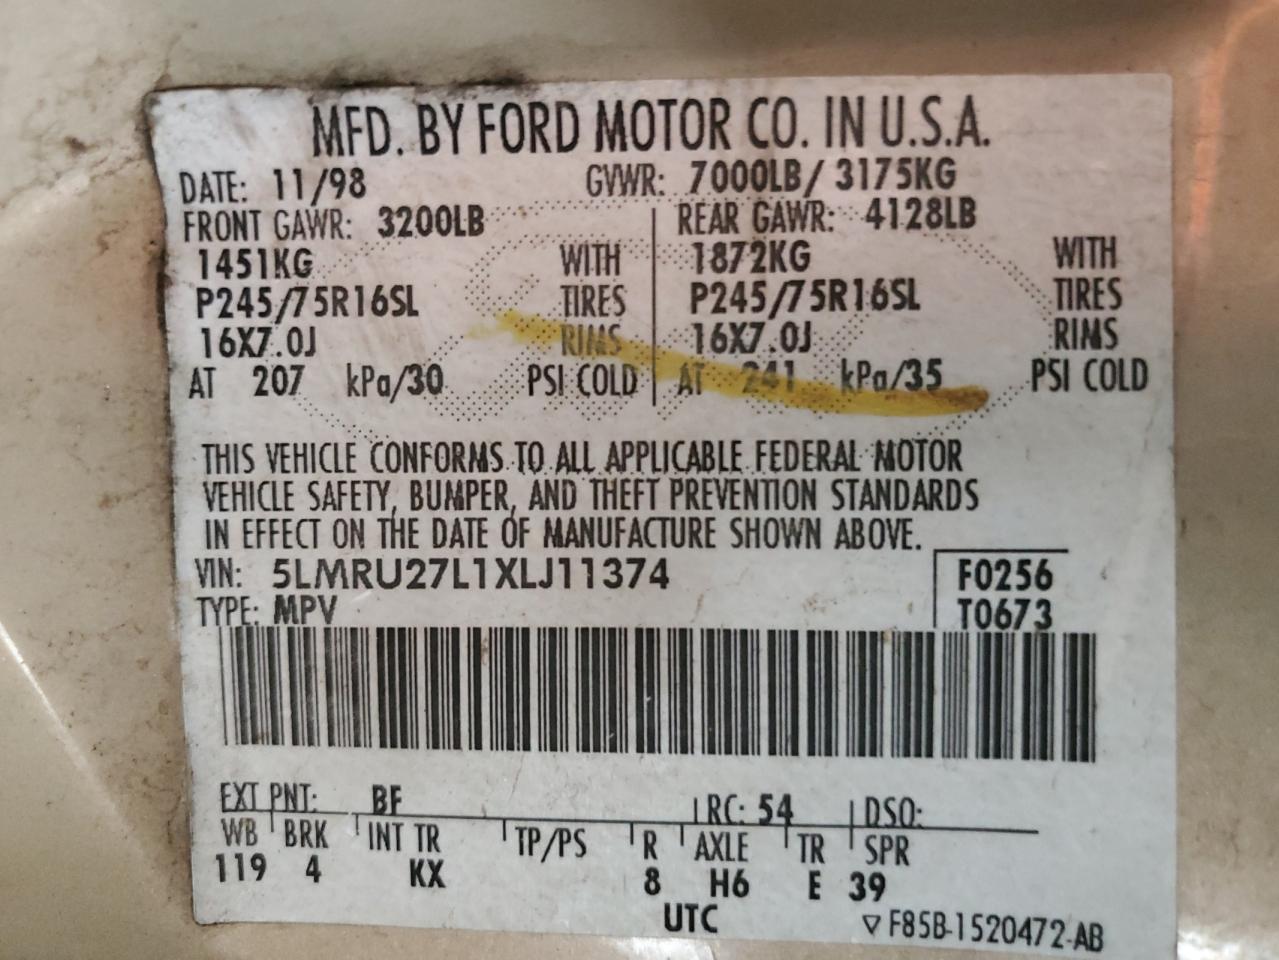 MFD. BY FORD MOTOR CO. IN U.S.A.
DATE: 11/98 GVWR: 7000LB/ 3175KG
FRONT GAWR: 3200LB REAR GAWR: 4128LB
1451KG WITH 1872KG WITH
P245/75R16SL TIRES P245/75R16SL TIRES
16X7.0J RIMS 16X7.0J RIMS
AT 207 kPa/30 PSI COLD AT 241 kPa/35 PSI COLD
THIS VEHICLE CONFORMS TO ALL APPLICABLE FEDERAL MOTOR
VEHICLE SAFETY, BUMPER, AND THEFT PREVENTION STANDARDS
IN EFFECT ON THE DATE OF MANUFACTURE SHOWN ABOVE.
VIN: 5LMRU27L1XLJ11374 F0256
TYPE: MPV T0673
EXT PNT: BF RC: 54 DSO:
WB BRK INT TR TP/PS R AXLE TR SPR
119 4 KX 8 H6 E 39
UTC ▽ F85B-1520472-AB